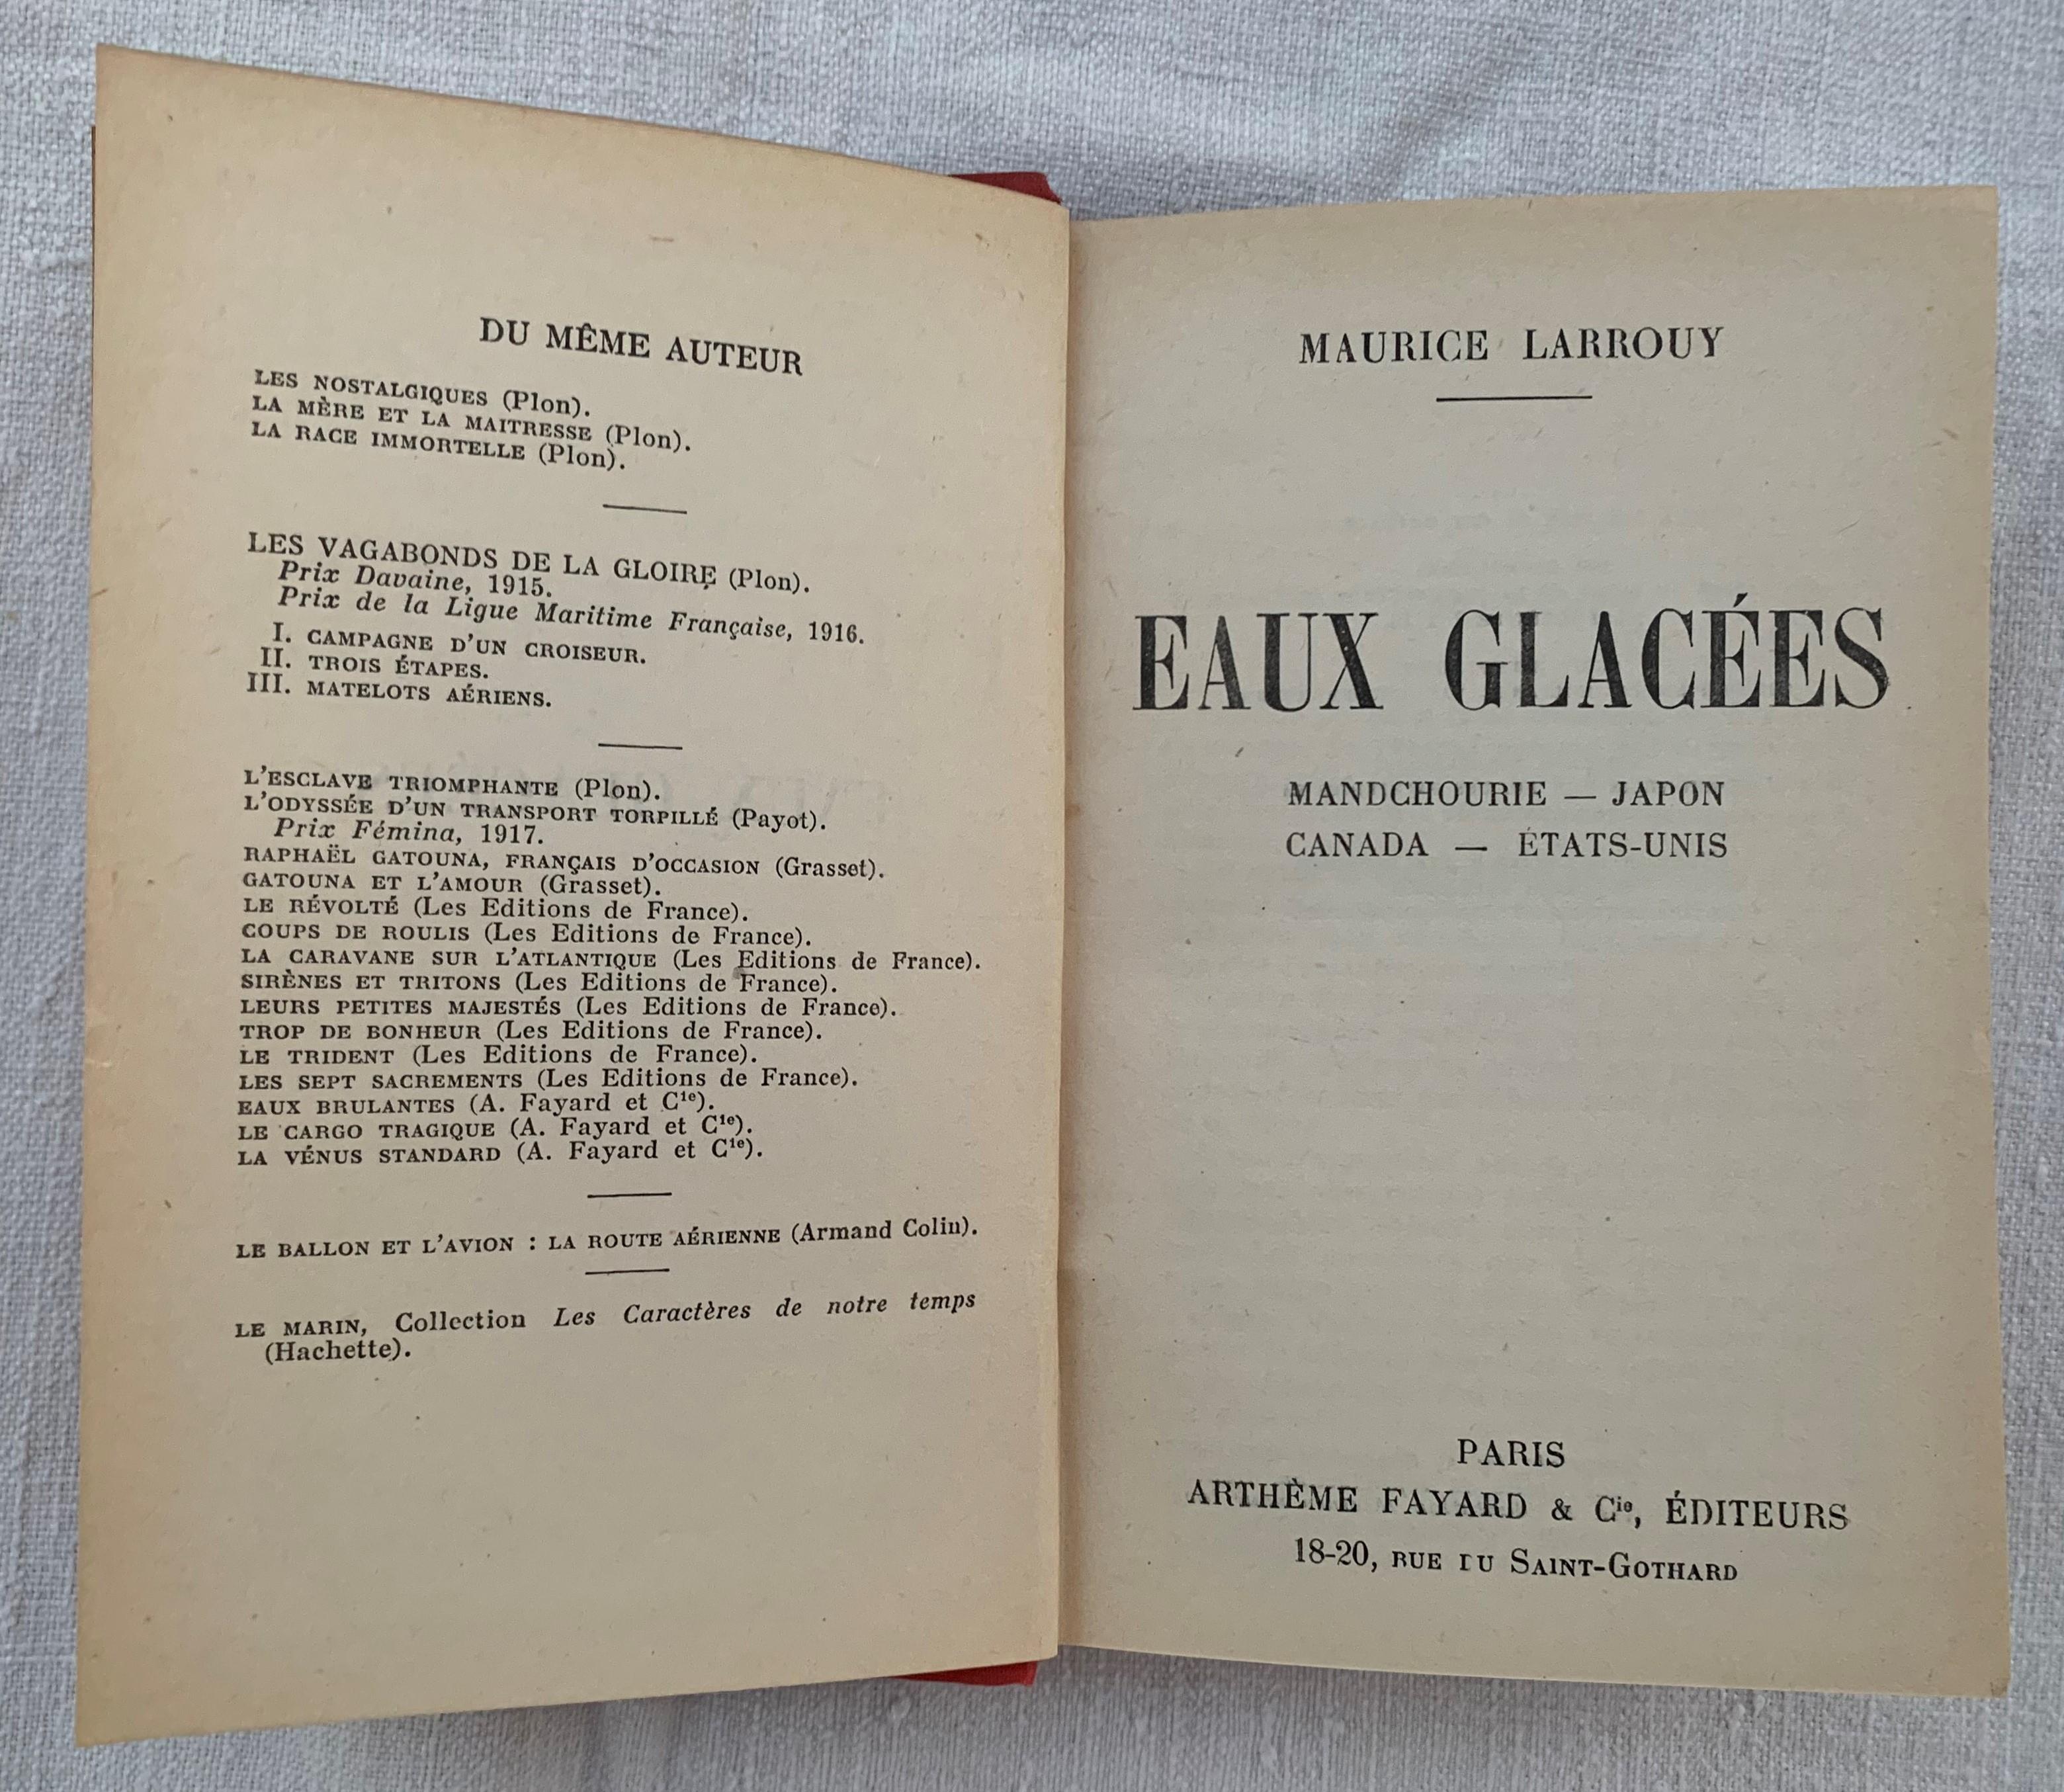 DU MÊME AUTEUR
LES NOSTALGIQUES (Plon).
LA MÈRE ET LA MAITRESSE (Plon).
LA RACE IMMORTELLE (Plon).
LES VAGABONDS DE LA GLOIRE (Plon).
Prix Davaine, 1915.
Prix de la Ligue Maritime Française, 1916.
I. CAMPAGNE D'UN CROISEUR.
II. TROIS ÉTAPES.
III. MATELOTS AÉRIENS.
L'ESCLAVE TRIOMPHANTE (Plon).
L'ODYSSÉE D'UN TRANSPORT TORPILLÉ (Payot).
Prix Fémina, 1917.
RAPHAËL GATOUNA, FRANÇAIS D'OCCASION (Grasset).
GATOUNA ET L'AMOUR (Grasset).
LE RÉVOLTÉ (Les Editions de France).
COUPS DE ROULIS (Les Editions de France).
LA CARAVANE SUR L'ATLANTIQUE (Les Editions de France).
SIRÈNES ET TRITONS (Les Editions de France).
LEURS PETITES MAJESTÉS (Les Editions de France).
TROP DE BONHEUR (Les Editions de France).
LE TRIDENT (Les Editions de France).
LES SEPT SACREMENTS (Les Editions de France).
EAUX BRULANTES (A. Fayard et Cie).
LE CARGO TRAGIQUE (A. Fayard et Cie).
LA VÉNUS STANDARD (A. Fayard et Cie).
LE BALLON ET L'AVION : LA ROUTE AÉRIENNE (Armand Colin).
LE MARIN, Collection Les Caractères de notre temps
(Hachette).
MAURICE LARROUY
EAUX GLACÉES
MANDCHOURIE — JAPON
CANADA — ÉTATS-UNIS
PARIS
ARTHÈME FAYARD & Cie, ÉDITEURS
18-20, RUE DU SAINT-GOTHARD